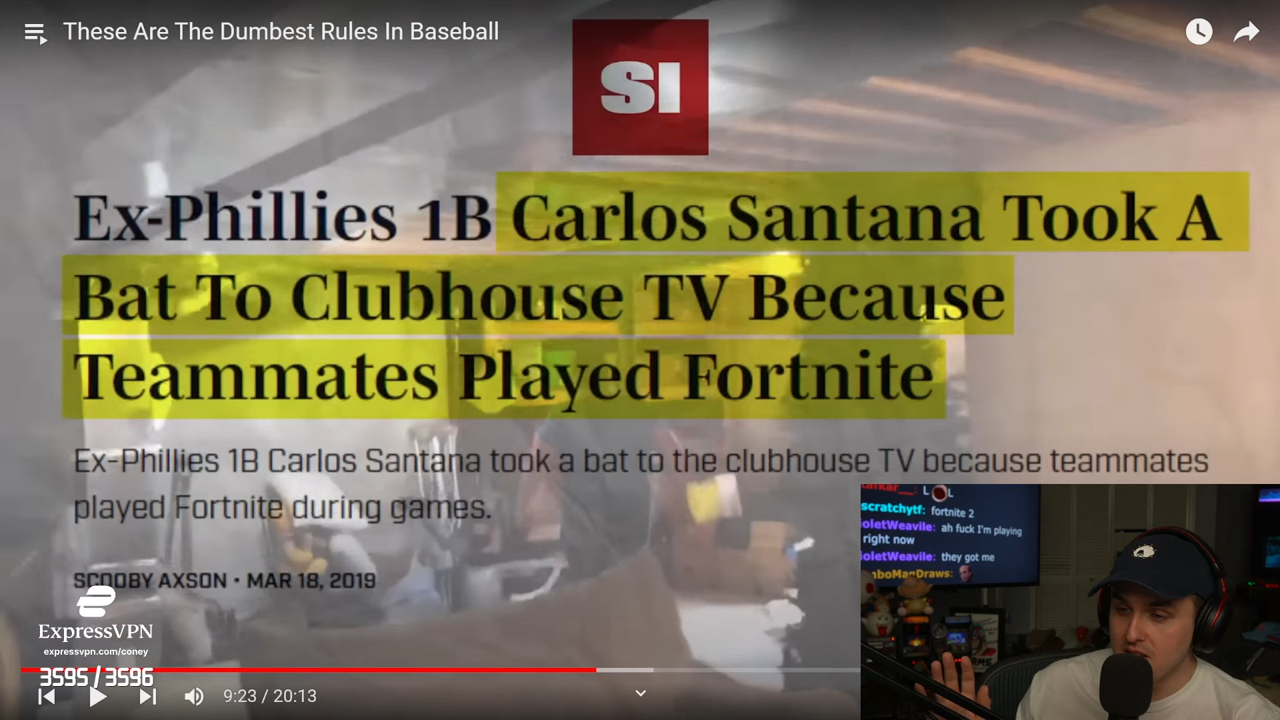 These Are The Dumbest Rules In Baseball
SI
Ex-Phillies 1B Carlos Santana Took A
Bat To Clubhouse TV Because
Teammates Played Fortnite
Ex-Phillies 1B Carlos Santana took a bat to the clubhouse TV because teammates
played Fortnite during games.
SCOOBY AXSON • MAR 18, 2019
ExpressVPN
expressvpn.com/coney
3595 / 3596
9:23 / 20:13
L L
scratchytf: fortnite 2
oletWeavile: ah fuck I'm playing
right now
oletWeavile: they got me
boManDraws: